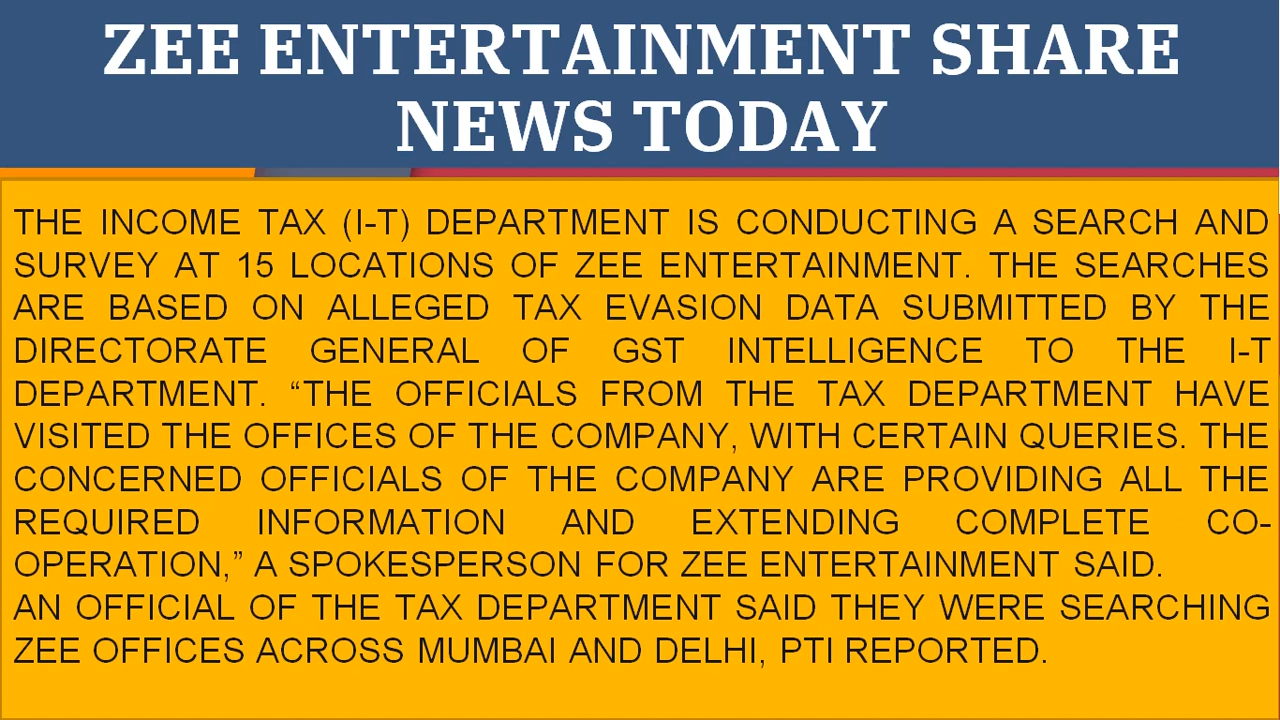 ZEE ENTERTAINMENT SHARE
NEWS TODAY
THE INCOME TAX (I-T) DEPARTMENT IS CONDUCTING A SEARCH AND
SURVEY AT 15 LOCATIONS OF ZEE ENTERTAINMENT. THE SEARCHES
ARE BASED ON ALLEGED TAX EVASION DATA SUBMITTED BY THE
DIRECTORATE GENERAL OF GST INTELLIGENCE TO THE I-T
DEPARTMENT. “THE OFFICIALS FROM THE TAX DEPARTMENT HAVE
VISITED THE OFFICES OF THE COMPANY, WITH CERTAIN QUERIES. THE
CONCERNED OFFICIALS OF THE COMPANY ARE PROVIDING ALL THE
REQUIRED INFORMATION AND EXTENDING COMPLETE CO-
OPERATION,” A SPOKESPERSON FOR ZEE ENTERTAINMENT SAID.
AN OFFICIAL OF THE TAX DEPARTMENT SAID THEY WERE SEARCHING
ZEE OFFICES ACROSS MUMBAI AND DELHI, PTI REPORTED.